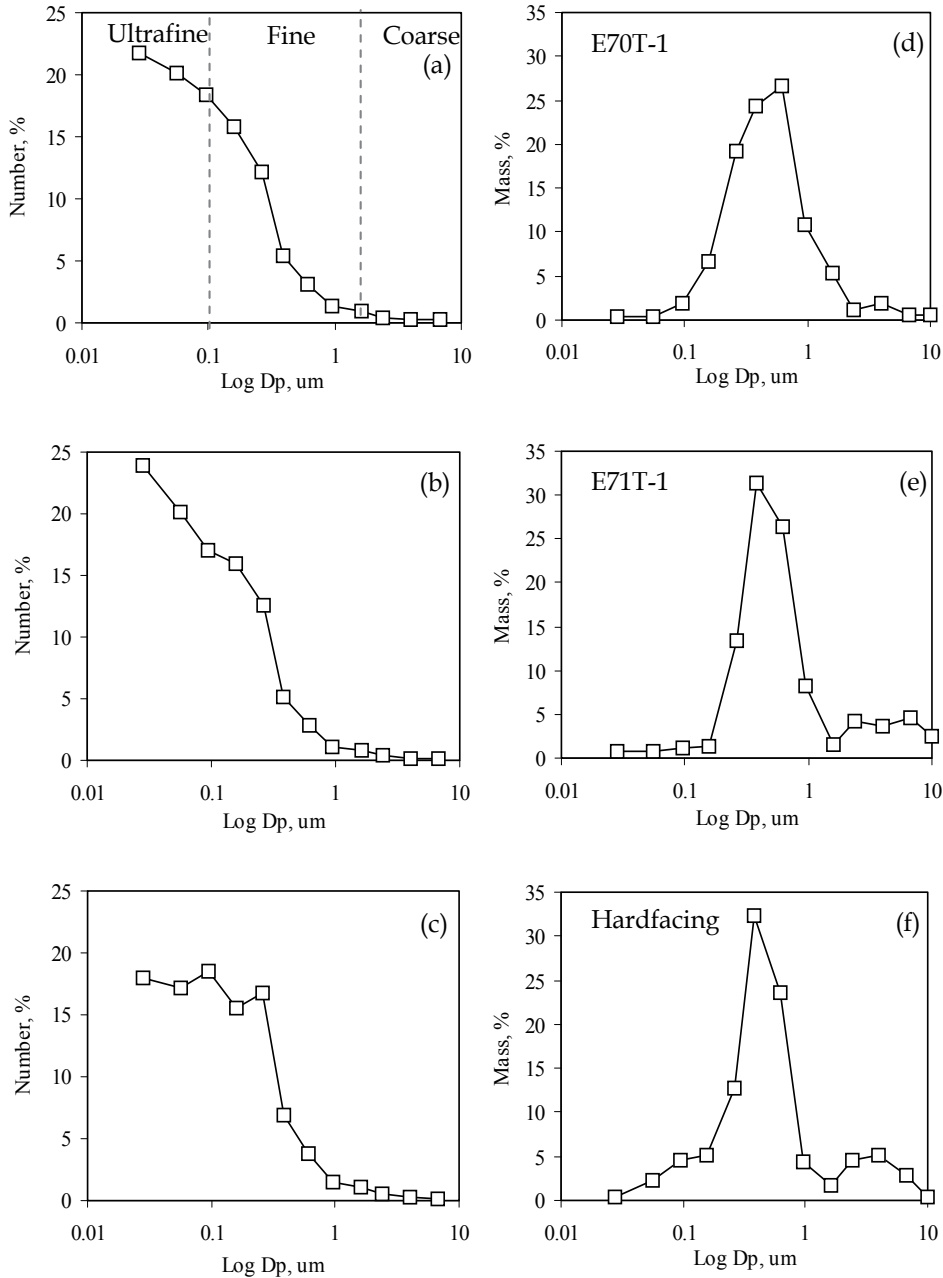 Ultrafine Fine Coarse
(a)
25
20
15
10
5
0
Number, %
0.01 0.1 1 10
Log Dp, um
E70T-1 (d)
35
30
25
20
15
10
5
0
Mass, %
0.01 0.1 1 10
Log Dp, um
(b)
25
20
15
10
5
0
Number, %
0.01 0.1 1 10
Log Dp, um
E71T-1 (e)
35
30
25
20
15
10
5
0
Mass, %
0.01 0.1 1 10
Log Dp, um
(c)
25
20
15
10
5
0
Number, %
0.01 0.1 1 10
Log Dp, um
Hardfacing (f)
35
30
25
20
15
10
5
0
Mass, %
0.01 0.1 1 10
Log Dp, um